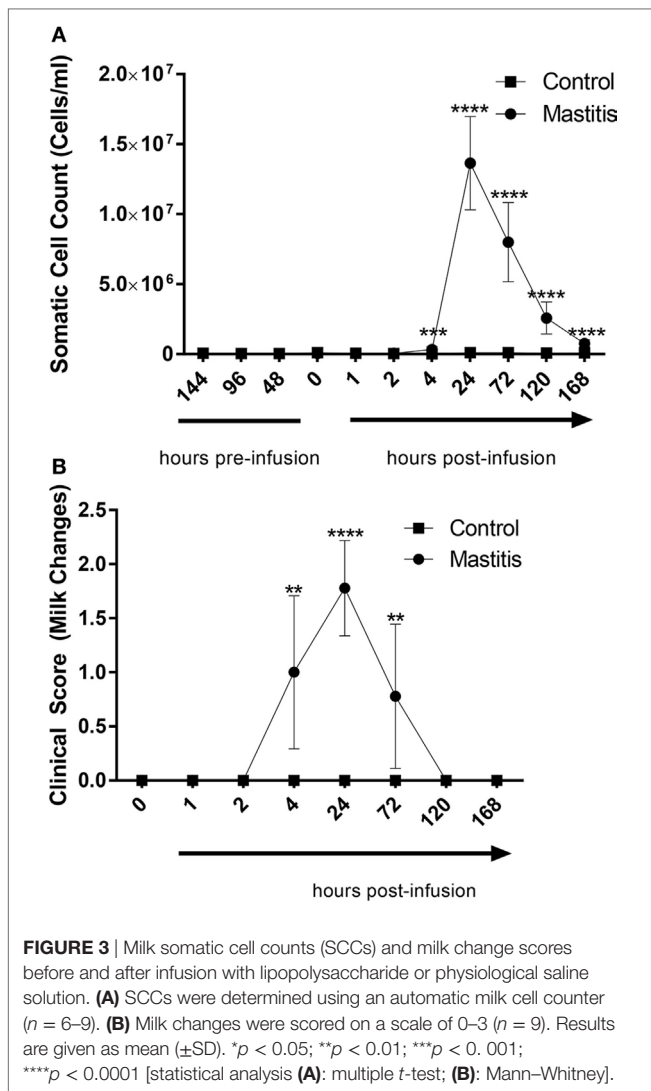 A
Somatic Cell Count (Cells/ml)
2.0×10⁷
1.5×10⁷
1.0×10⁷
5.0×10⁶
0
Control
Mastitis
***
****
****
****
****
144 96 48 0 1 2 4 24 72 120 168
hours pre-infusion hours post-infusion
B
Clinical Score (Milk Changes)
2.5
2.0
1.5
1.0
0.5
0.0
Control
Mastitis
**
****
**
0 1 2 4 24 72 120 168
hours post-infusion
FIGURE 3 | Milk somatic cell counts (SCCs) and milk change scores
before and after infusion with lipopolysaccharide or physiological saline
solution. (A) SCCs were determined using an automatic milk cell counter
(n = 6–9). (B) Milk changes were scored on a scale of 0–3 (n = 9). Results
are given as mean (±SD). *p < 0.05; **p < 0.01; ***p < 0. 001;
****p < 0.0001 [statistical analysis (A): multiple t-test; (B): Mann–Whitney].